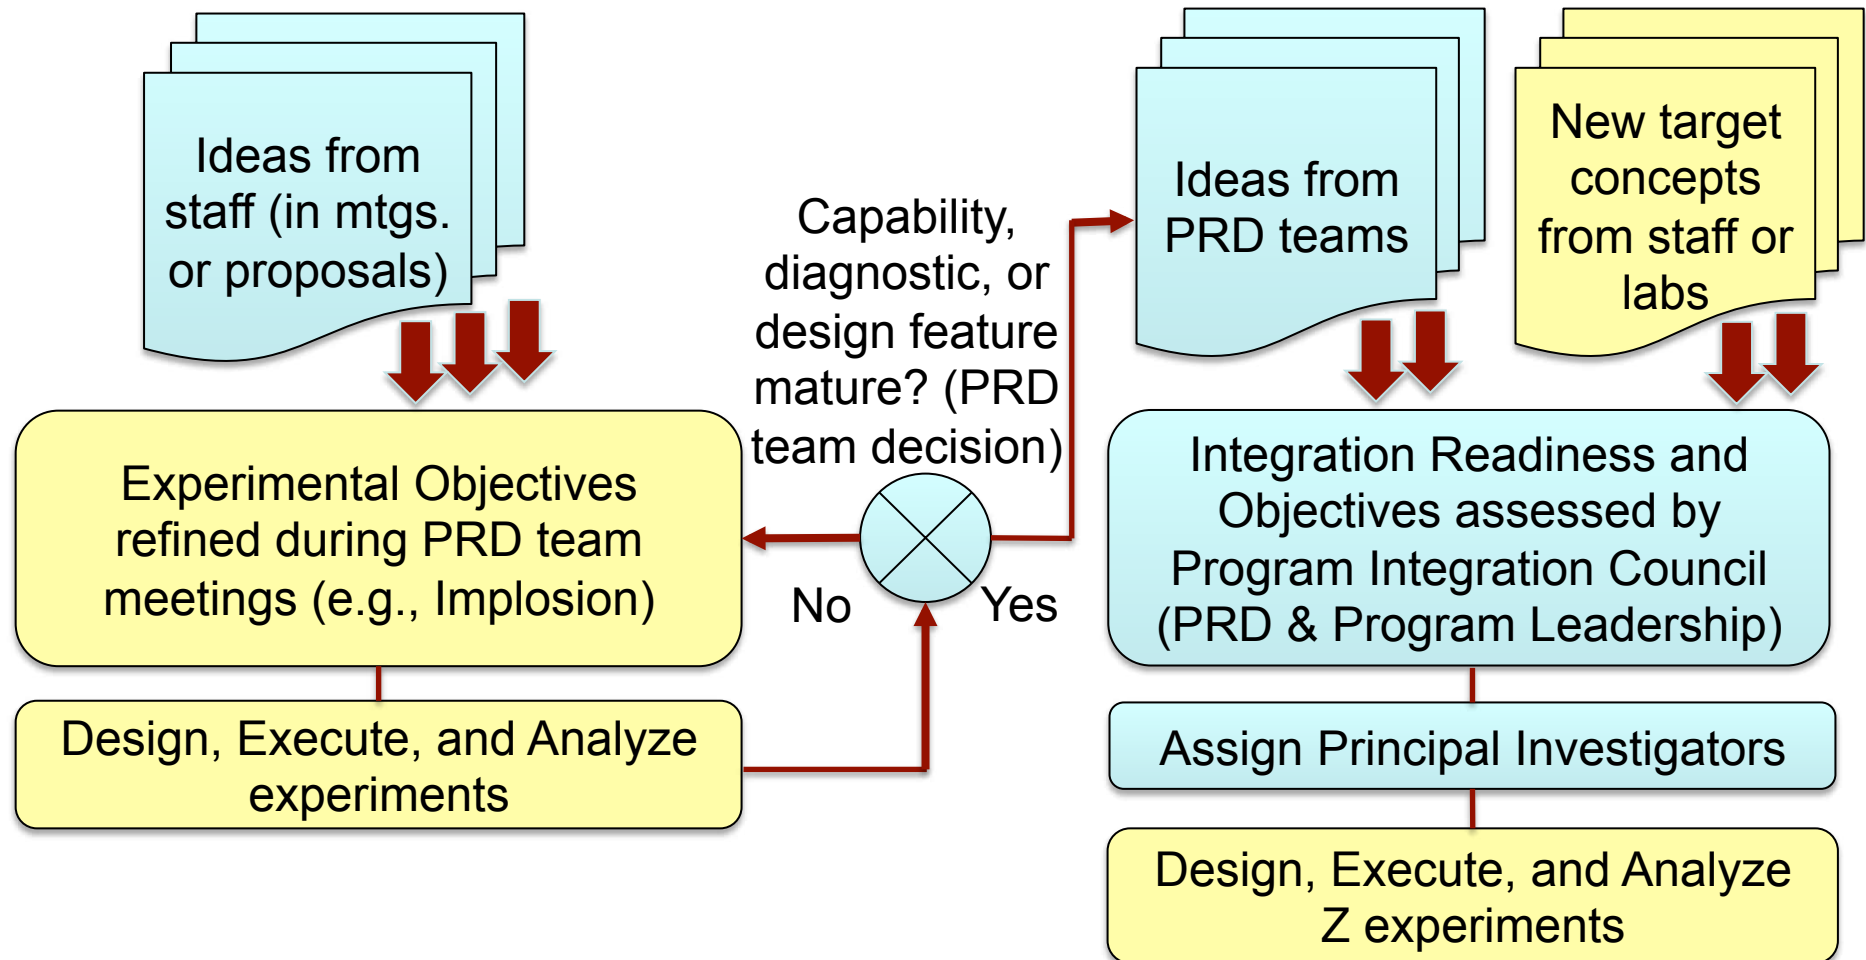 Ideas from
staff (in mtgs.
or proposals)
Experimental Objectives
refined during PRD team
meetings (e.g., Implosion)
Design, Execute, and Analyze
experiments
Capability,
diagnostic, or
design feature
mature? (PRD
team decision)
No
Yes
Ideas from
PRD teams
New target
concepts
from staff or
labs
Integration Readiness and
Objectives assessed by
Program Integration Council
(PRD & Program Leadership)
Assign Principal Investigators
Design, Execute, and Analyze
Z experiments